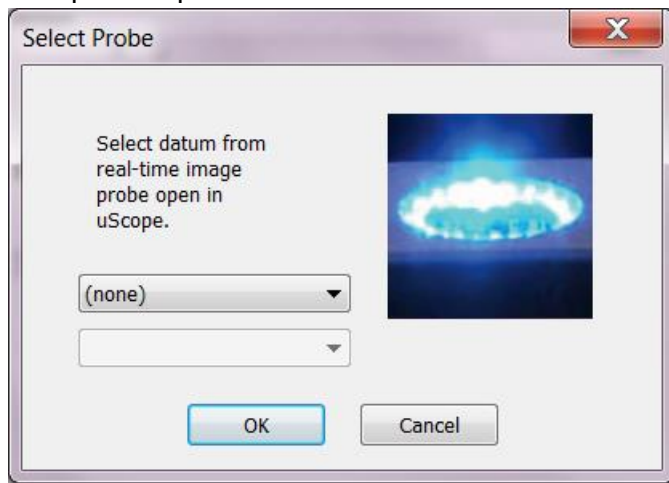 Select Probe
Select datum from
real-time image
probe open in
uScope.
(none)
OK
Cancel